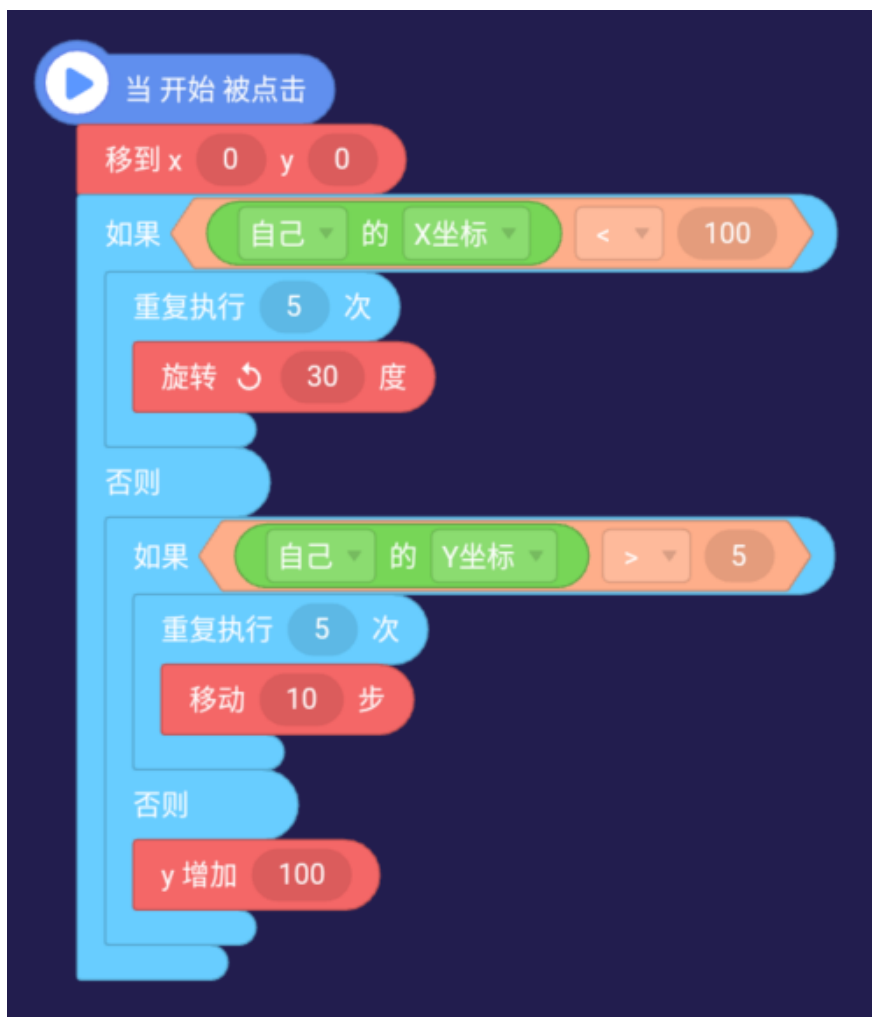 当 开始 被点击
移到 x 0 y 0
如果 自己 的 X坐标 < 100
重复执行 5 次
旋转 30 度
否则
如果 自己 的 Y坐标 > 5
重复执行 5 次
移动 10 步
否则
y 增加 100